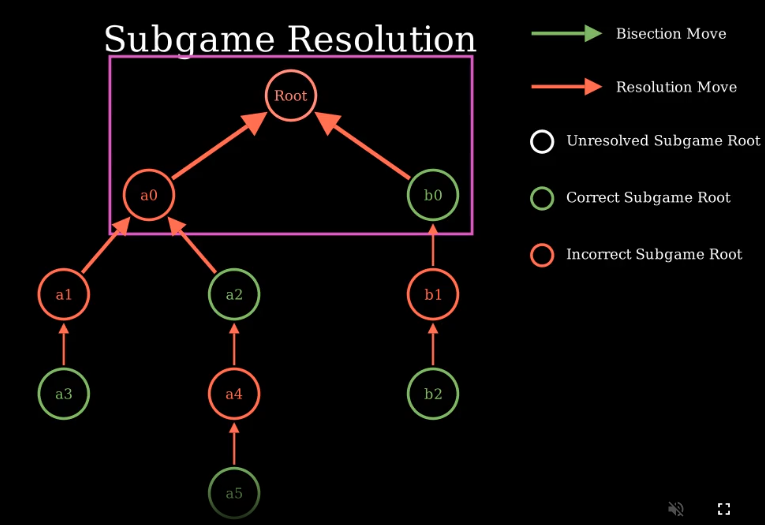 Subgame Resolution
Bisection Move
Resolution Move
Unresolved Subgame Root
Correct Subgame Root
Incorrect Subgame Root
Root
a0
b0
a1
a2
b1
a3
a4
b2
a5